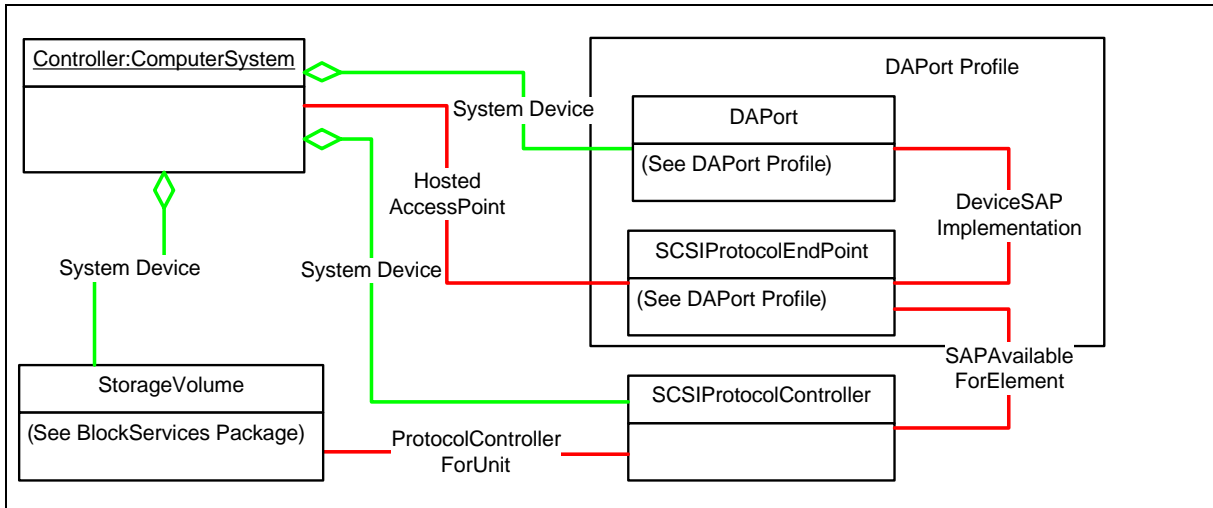 Controller:ComputerSystem
DAPort Profile
System Device
DAPort
(See DAPort Profile)
Hosted
AccessPoint
DeviceSAP
Implementation
System Device
System Device
SCSIProtocolEndPoint
(See DAPort Profile)
SAPAvailable
ForElement
StorageVolume
(See BlockServices Package)
ProtocolController
ForUnit
SCSIProtocolController